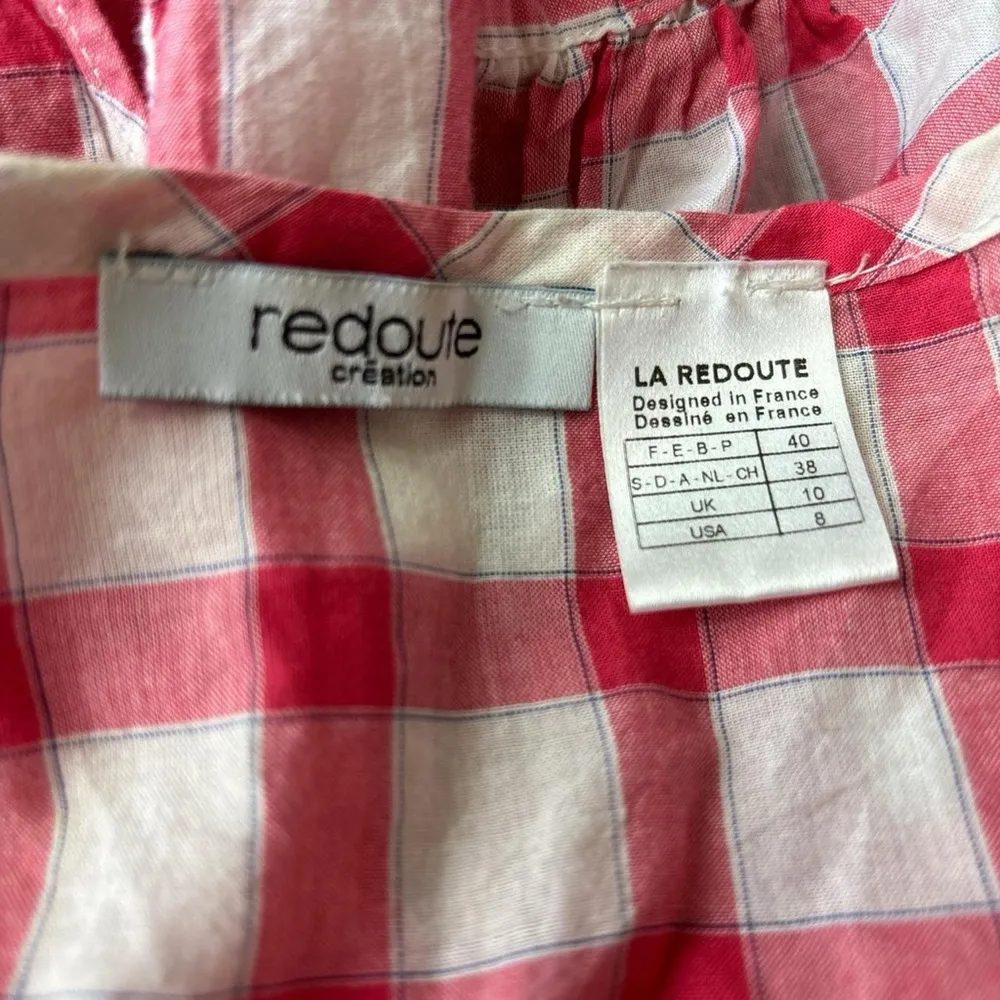 redoute
création
LA REDOUTE
Designed in France
Dessiné en France
F-E-B-P 40
S-D-A-NL-CH 38
UK 10
USA 8